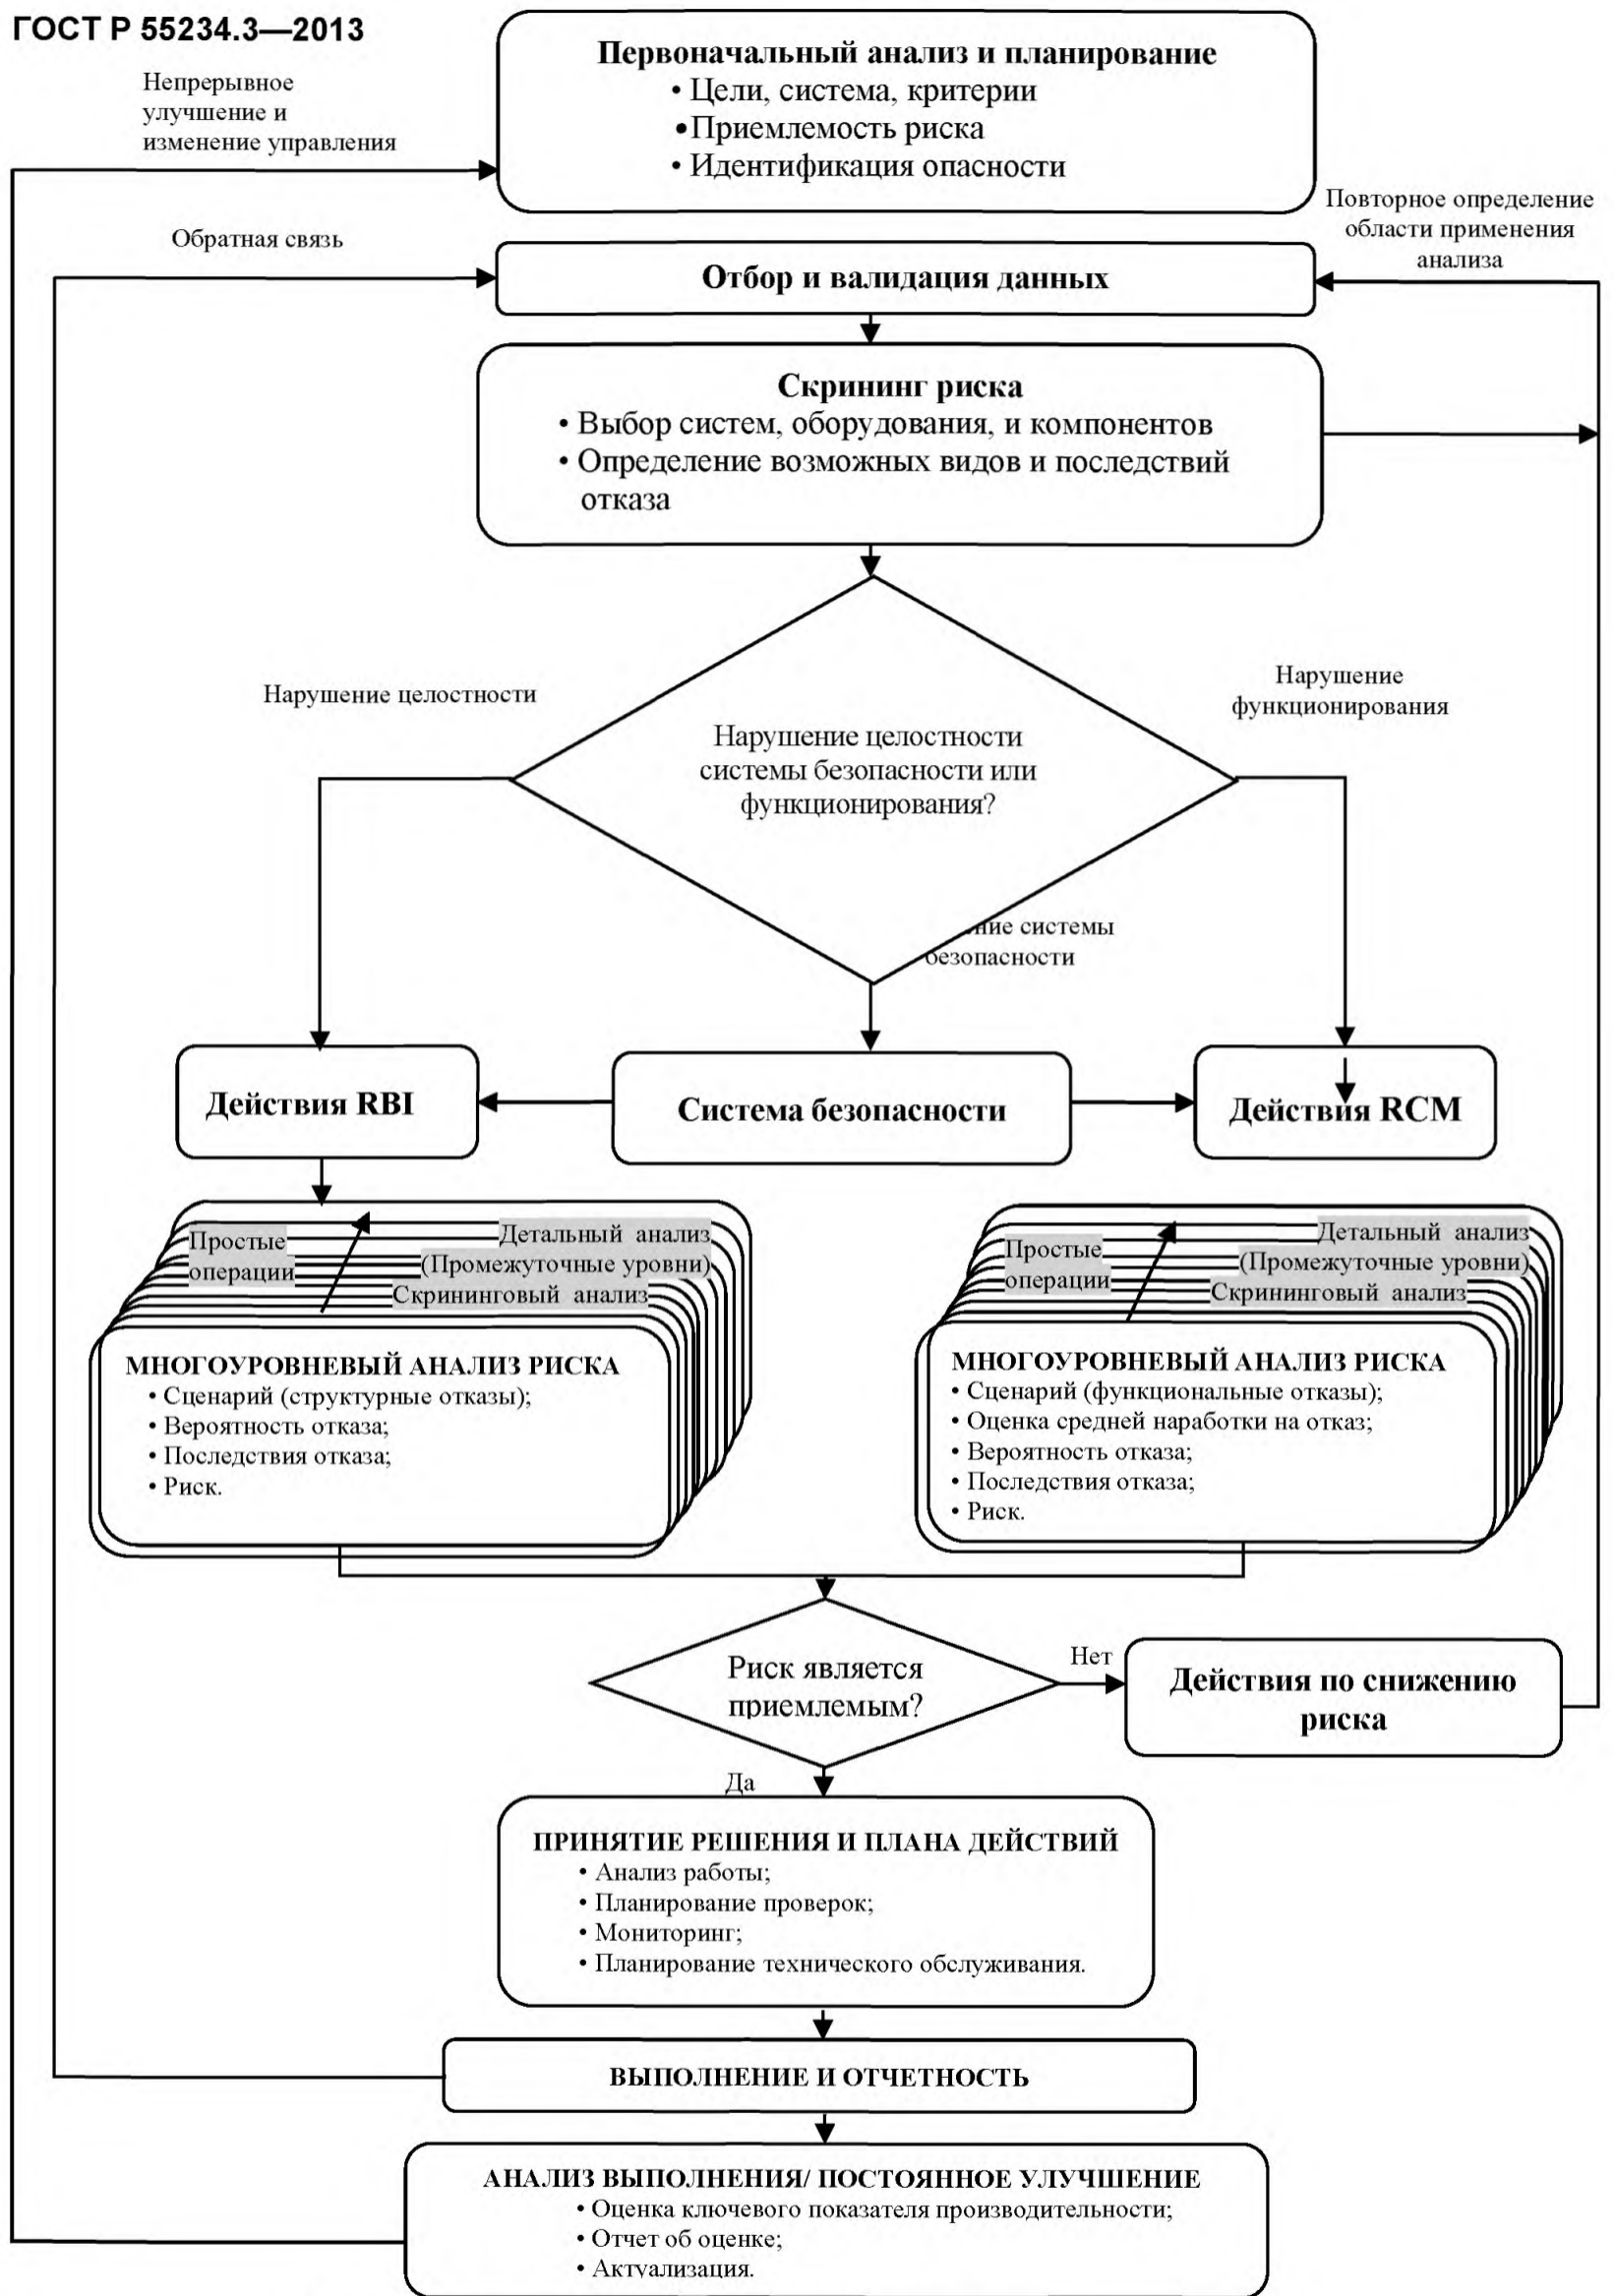 ГОСТ Р 55234.3—2013
Непрерывное
улучшение и
изменение управления
Первоначальный анализ и планирование
• Цели, система, критерии
•Приемлемость риска
• Идентификация опасности
Повторное определение
области применения
анализа
Обратная связь
Отбор и валидация данных
Скрининг риска
• Выбор систем, оборудования, и компонентов
• Определение возможных видов и последствий
отказа
Нарушение целостности
Нарушение
функционирования
Нарушение целостности
системы безопасности или
функционирования?
системы
безопасности
Действия RBI
Система безопасности
Действия RCM
Простые
операции
Детальный анализ
(Промежуточные уровни)
Скрининговый анализ
МНОГОУРОВНЕВЫЙ АНАЛИЗ РИСКА
• Сценарий (структурные отказы);
• Вероятность отказа;
• Последствия отказа;
• Риск.
Простые
операции
Детальный анализ
(Промежуточные уровни)
Скрининговый анализ
МНОГОУРОВНЕВЫЙ АНАЛИЗ РИСКА
• Сценарий (функциональные отказы);
• Оценка средней наработки на отказ;
• Вероятность отказа;
• Последствия отказа;
• Риск.
Риск является
приемлемым?
Нет
Действия по снижению
риска
Да
ПРИНЯТИЕ РЕШЕНИЯ И ПЛАНА ДЕЙСТВИЙ
• Анализ работы;
• Планирование проверок;
• Мониторинг;
• Планирование технического обслуживания.
ВЫПОЛНЕНИЕ И ОТЧЕТНОСТЬ
АНАЛИЗ ВЫПОЛНЕНИЯ/ ПОСТОЯННОЕ УЛУЧШЕНИЕ
• Оценка ключевого показателя производительности;
• Отчет об оценке;
• Актуализация.